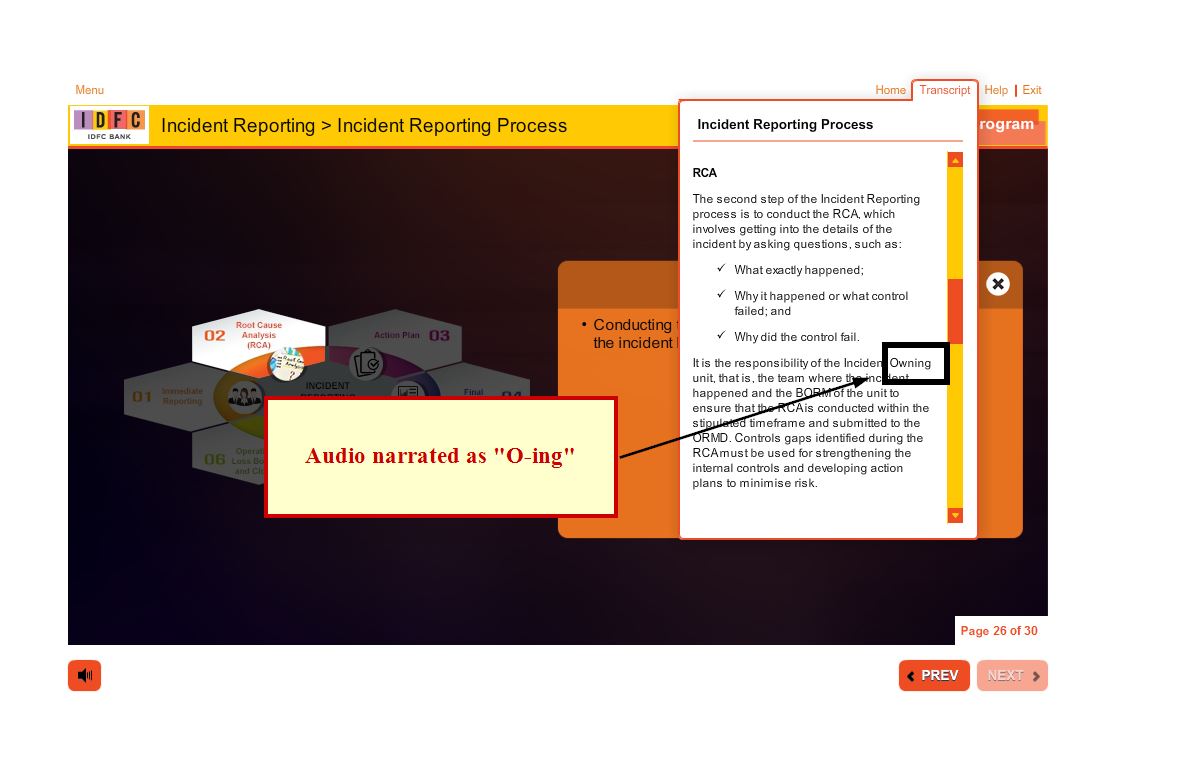 Menu
Home
Transcript
Help | Exit
IDFC
IDFC BANK
Incident Reporting > Incident Reporting Process
rogram
Incident Reporting Process
RCA
The second step of the Incident Reporting
process is to conduct the RCA, which
involves getting into the details of the
incident by asking questions, such as:
✓ What exactly happened;
✓ Why it happened or what control
failed; and
✓ Why did the control fail.
It is the responsibility of the Incident Owning
unit, that is, the team where the incident
happened and the BORM of the unit to
ensure that the RCA is conducted within the
stipulated timeframe and submitted to the
ORMD. Controls gaps identified during the
RCA must be used for strengthening the
internal controls and developing action
plans to minimise risk.
• Conducting
the incident
02
Root Cause
Analysis
(RCA)
Action Plan 03
01
Immediate
Reporting
INCIDENT
Final
04
06
Loss
and
Audio narrated as "O-ing"
Page 26 of 30
PREV
NEXT